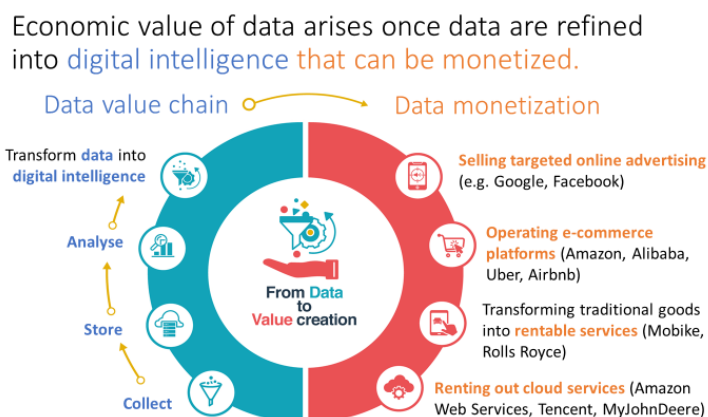 Economic value of data arises once data are refined
into digital intelligence that can be monetized.
Data value chain
Data monetization
Transform data into
digital intelligence
Analyse
Store
Collect
From Data
to
Value creation
Selling targeted online advertising
(e.g. Google, Facebook)
Operating e-commerce
platforms (Amazon, Alibaba,
Uber, Airbnb)
Transforming traditional goods
into rentable services (Mobike,
Rolls Royce)
Renting out cloud services (Amazon
Web Services, Tencent, MyJohnDeere)